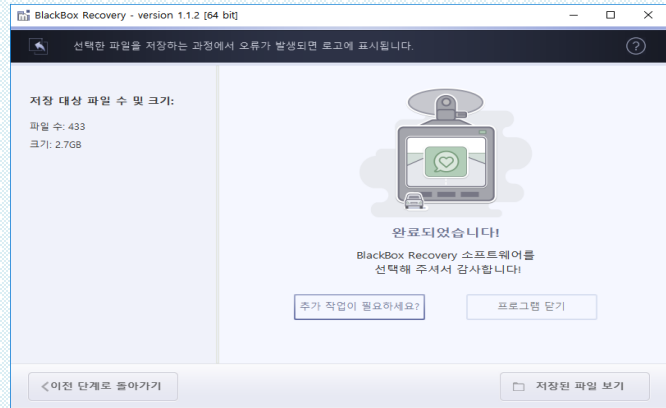 BlackBox Recovery - version 1.1.2 [64 bit]
선택한 파일을 저장하는 과정에서 오류가 발생되면 로고에 표시됩니다.
?
저장 대상 파일 수 및 크기:
파일 수: 433
크기: 2.7GB
완료되었습니다!
BlackBox Recovery 소프트웨어를
선택해 주셔서 감사합니다!
추가 작업이 필요하세요?
프로그램 닫기
이전 단계로 돌아가기
저장된 파일 보기